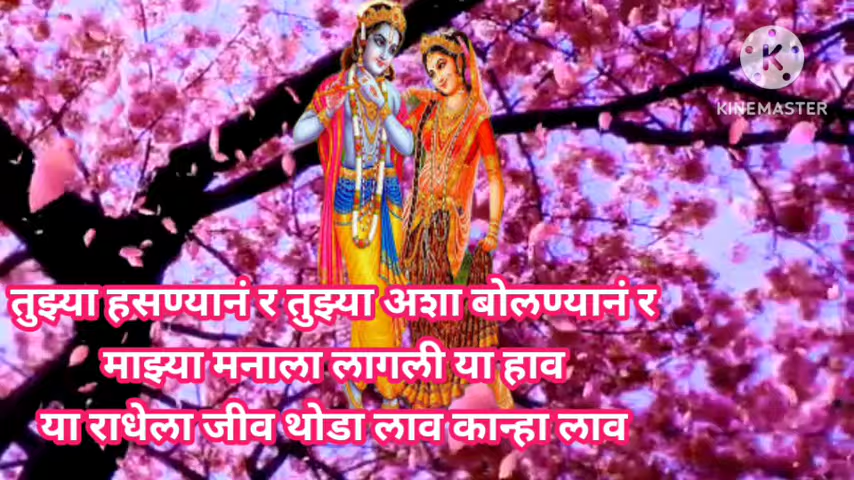 KINEMASTER
तुझ्या हसण्यानं र तुझ्या अशा बोलण्यानं र
माझ्या मनाला लागली या हाव
या राधेला जीव थोडा लाव कान्हा लाव